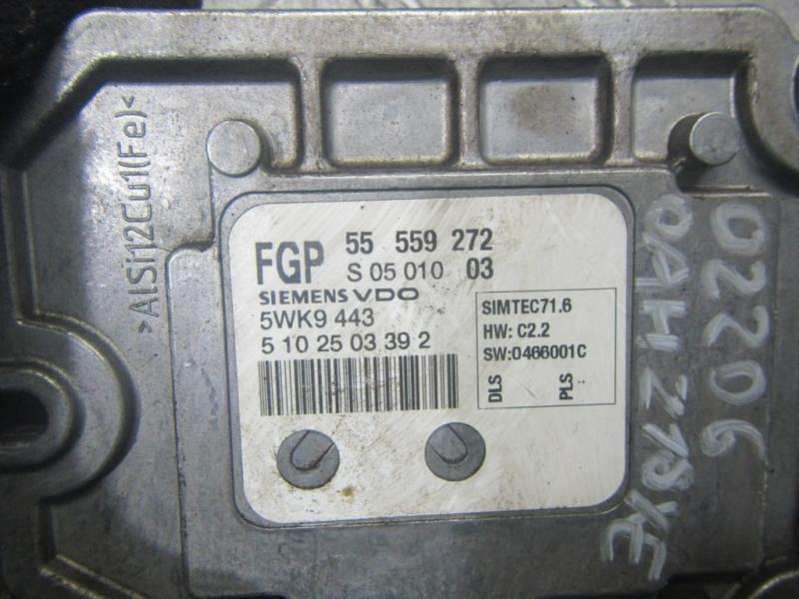 >AlSi12Cu1(Fe)<
FGP 55 559 272
S 05 010 03
SIEMENS VDO
5WK9 443
5 10 25 03 39 2
SIMTEC71.6
HW: C2.2
SW:0466001C
DLS PLS
02206